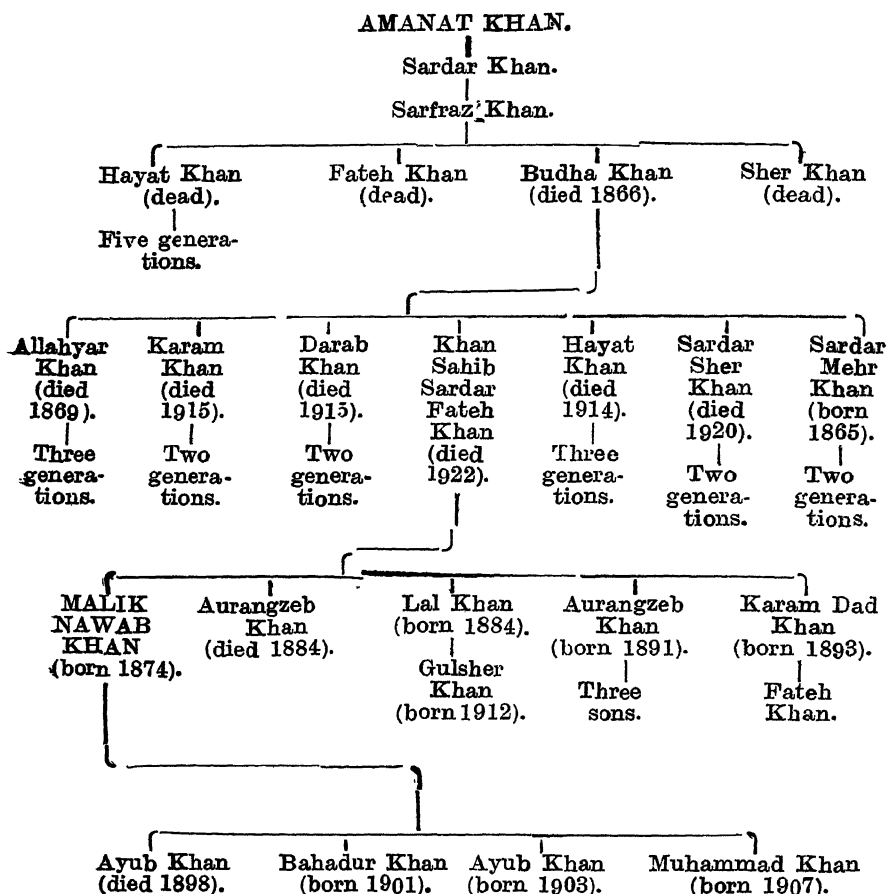 AMANAT KHAN.
Sardar Khan.
Sarfraz Khan.
Hayat Khan
(dead).
Five genera-
tions.
Fateh Khan
(dead).
Budha Khan
(died 1866).
Sher Khan
(dead).
Allahyar
Khan
(died
1869).
Three
genera-
tions.
Karam
Khan
(died
1915).
Two
genera-
tions.
Darab
Khan
(died
1915).
Two
genera-
tions.
Khan
Sahib
Sardar
Fateh
Khan
(died
1922).
Hayat
Khan
(died
1914).
Three
genera-
tions.
Sardar
Sher
Khan
(died
1920).
Two
genera-
tions.
Sardar
Mehr
Khan
(born
1865).
Two
genera-
tions.
MALIK
NAWAB
KHAN
(born 1874).
Aurangzeb
Khan
(died 1884).
Lal Khan
(born 1884).
Gulsher
Khan
(born 1912).
Aurangzeb
Khan
(born 1891).
Three
sons.
Karam Dad
Khan
(born 1893).
Fateh
Khan.
Ayub Khan
(died 1898).
Bahadur Khan
(born 1901).
Ayub Khan
(born 1903).
Muhammad Khan
(born 1907).